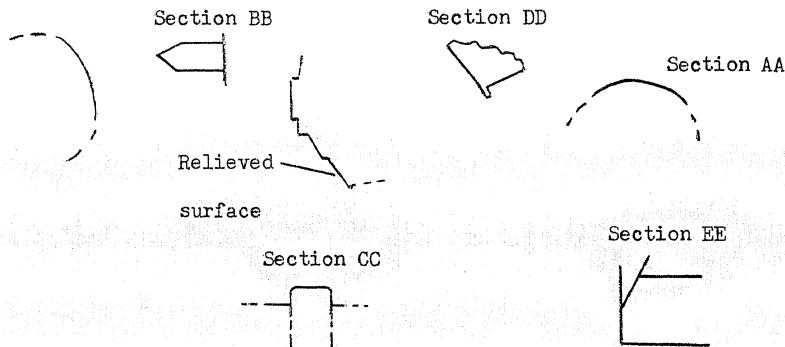 Section BB
Section DD
Section AA
Relieved
surface
Section CC
Section EE